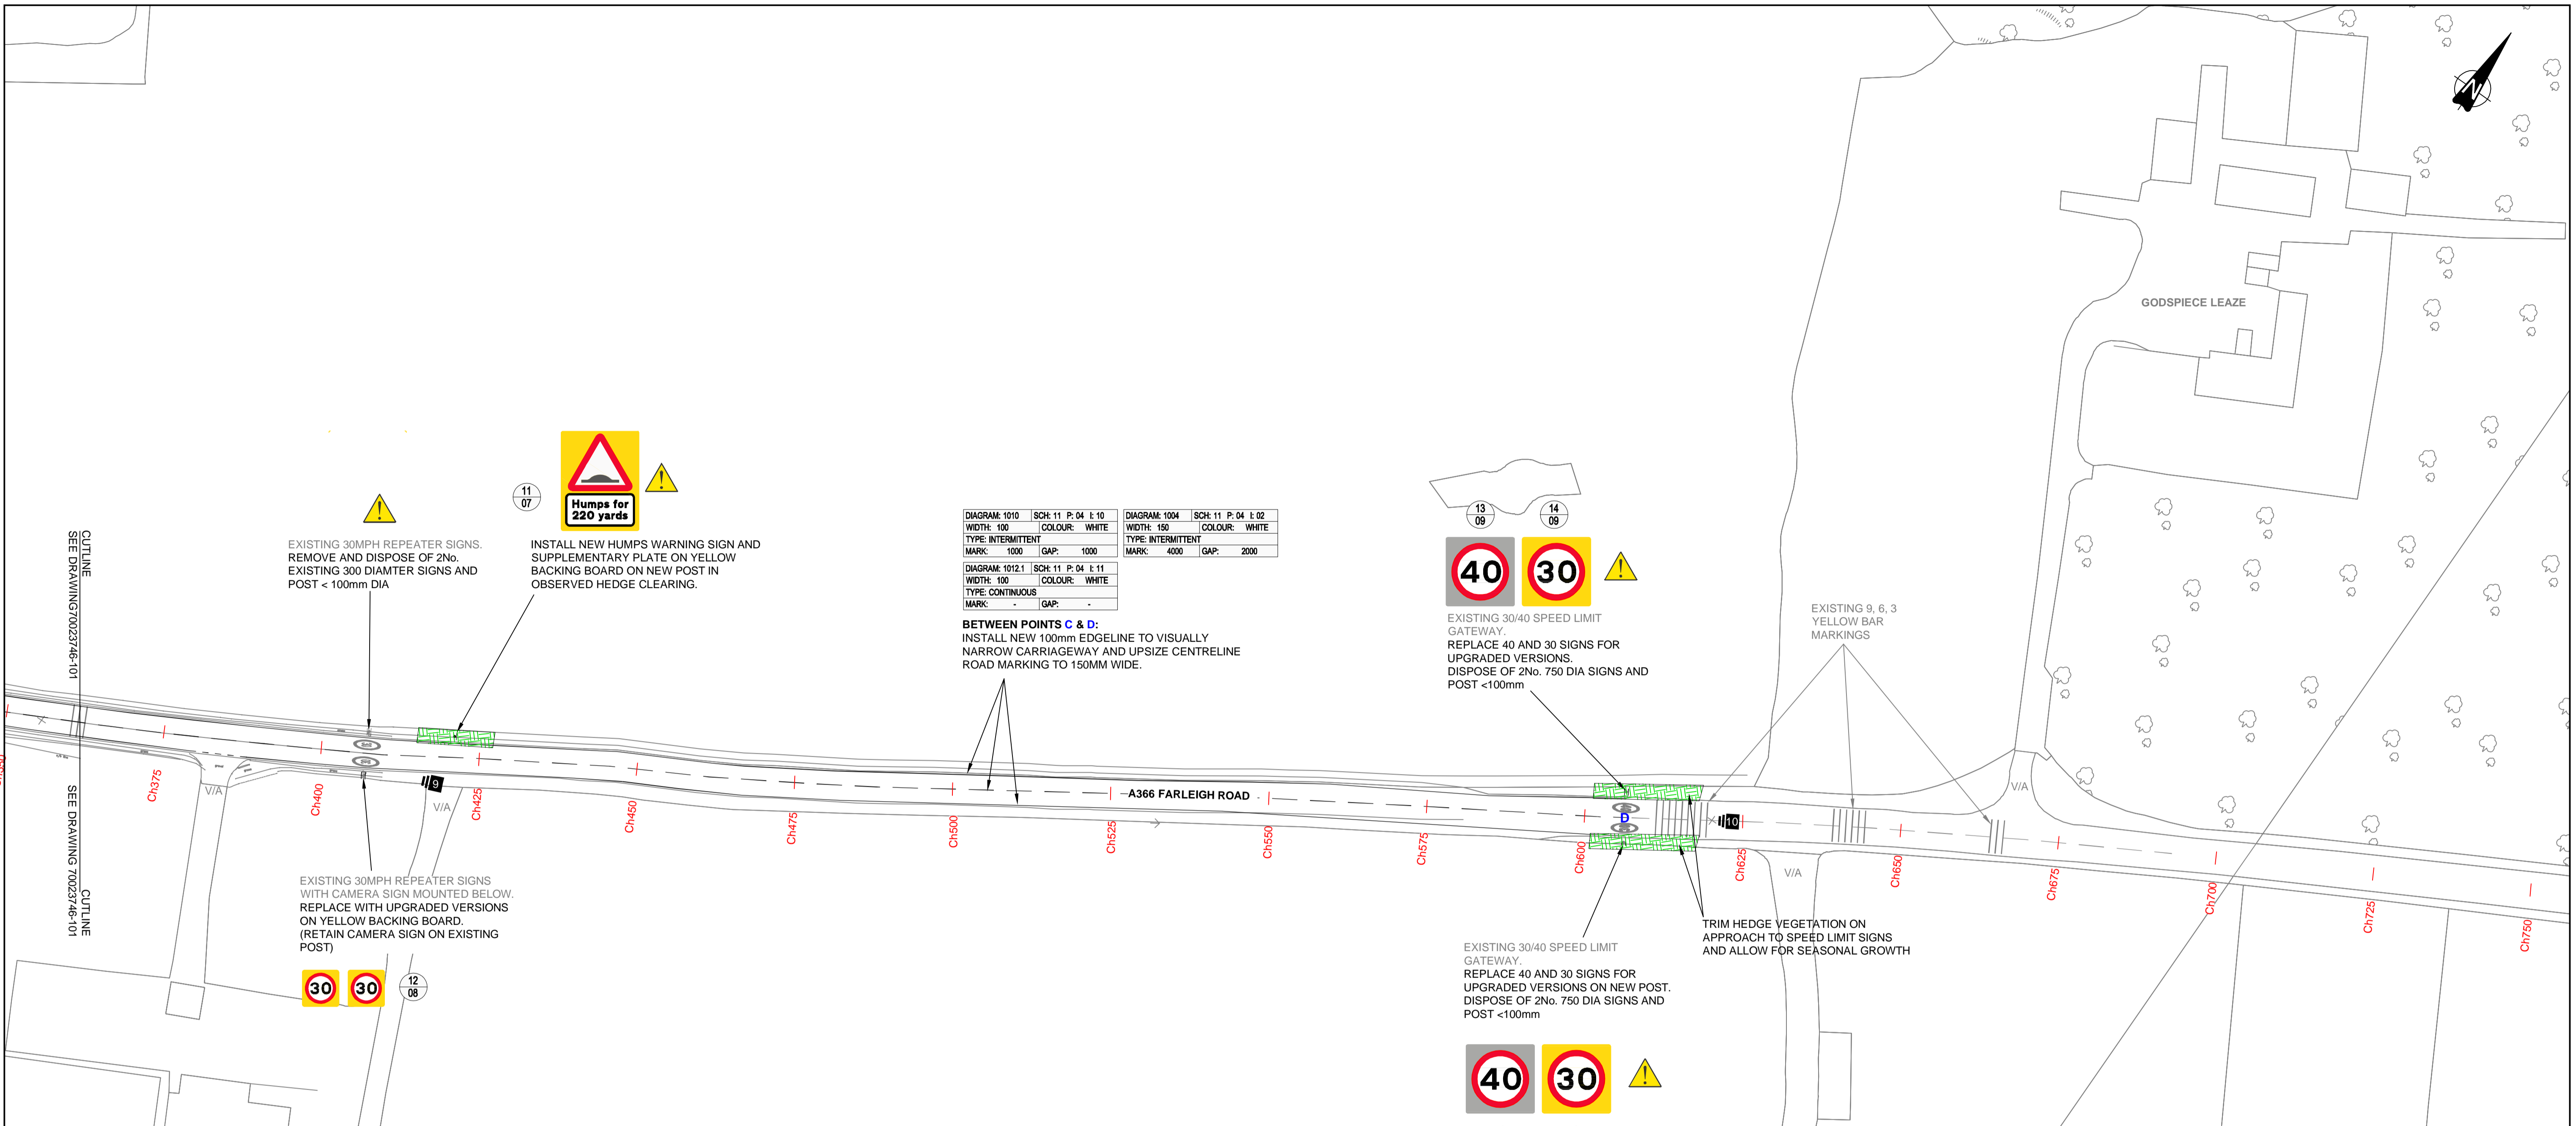 N
GODSPIECE LEAZE
CUTLINE
SEE DRAWING70023746-101
CUTLINE
SEE DRAWING 70023746-101
EXISTING 30MPH REPEATER SIGNS.
REMOVE AND DISPOSE OF 2No.
EXISTING 300 DIAMTER SIGNS AND
POST < 100mm DIA
11
07
Humps for
220 yards
INSTALL NEW HUMPS WARNING SIGN AND
SUPPLEMENTARY PLATE ON YELLOW
BACKING BOARD ON NEW POST IN
OBSERVED HEDGE CLEARING.
DIAGRAM: 1010 SCH: 11 P: 04 I: 10
WIDTH: 100 COLOUR: WHITE
TYPE: INTERMITTENT
MARK: 1000 GAP: 1000
DIAGRAM: 1004 SCH: 11 P: 04 I: 02
WIDTH: 150 COLOUR: WHITE
TYPE: INTERMITTENT
MARK: 4000 GAP: 2000
DIAGRAM: 1012.1 SCH: 11 P: 04 I: 11
WIDTH: 100 COLOUR: WHITE
TYPE: CONTINUOUS
MARK: - GAP: -
BETWEEN POINTS C & D:
INSTALL NEW 100mm EDGELINE TO VISUALLY
NARROW CARRIAGEWAY AND UPSIZE CENTRELINE
ROAD MARKING TO 150MM WIDE.
13
09
14
09
40
30
EXISTING 30/40 SPEED LIMIT
GATEWAY.
REPLACE 40 AND 30 SIGNS FOR
UPGRADED VERSIONS.
DISPOSE OF 2No. 750 DIA SIGNS AND
POST <100mm
EXISTING 9, 6, 3
YELLOW BAR
MARKINGS
A366 FARLEIGH ROAD
D
9
10
V/A
V/A
V/A
V/A
Ch375
Ch400
Ch425
Ch450
Ch475
Ch500
Ch525
Ch550
Ch575
Ch600
Ch625
Ch650
Ch675
Ch700
Ch725
Ch750
EXISTING 30MPH REPEATER SIGNS
WITH CAMERA SIGN MOUNTED BELOW.
REPLACE WITH UPGRADED VERSIONS
ON YELLOW BACKING BOARD.
(RETAIN CAMERA SIGN ON EXISTING
POST)
30
30
12
08
EXISTING 30/40 SPEED LIMIT
GATEWAY.
REPLACE 40 AND 30 SIGNS FOR
UPGRADED VERSIONS ON NEW POST.
DISPOSE OF 2No. 750 DIA SIGNS AND
POST <100mm
TRIM HEDGE VEGETATION ON
APPROACH TO SPEED LIMIT SIGNS
AND ALLOW FOR SEASONAL GROWTH
40
30